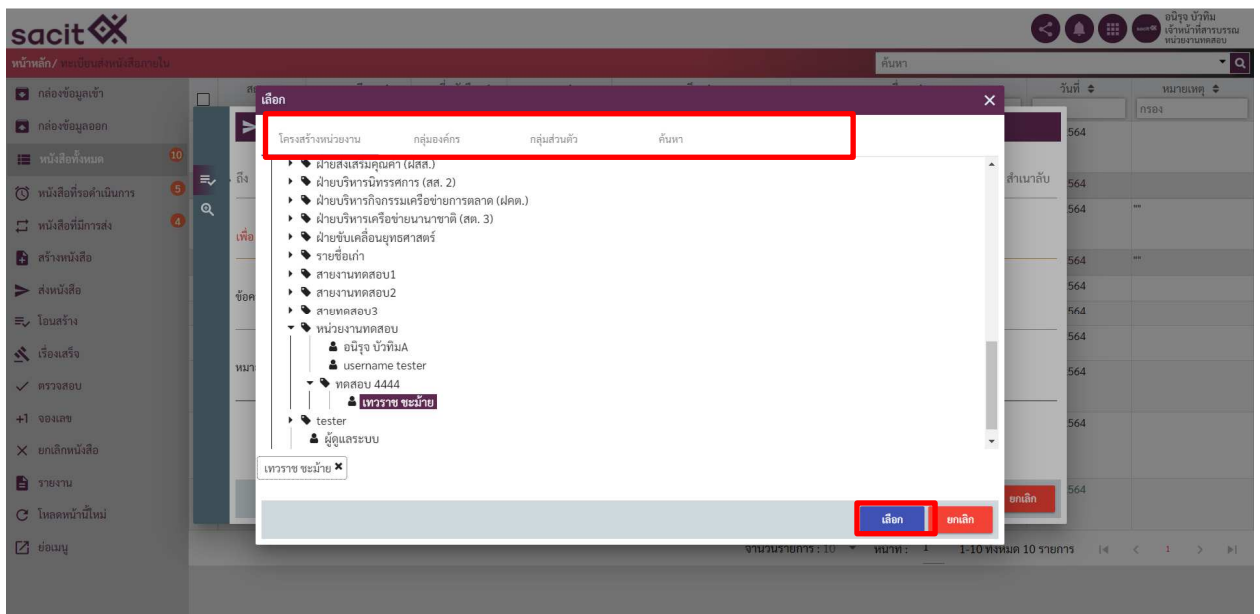 sacit
อนิรุจ บัวทิม
เจ้าหน้าที่สารบรรณ
หน่วยงานทดสอบ
หน้าหลัก/ ทะเบียนส่งหนังสือภายใน
ค้นหา
กล่องข้อมูลเข้า
กล่องข้อมูลออก
หนังสือทั้งหมด 10
หนังสือที่รอดำเนินการ 5
หนังสือที่มีการส่ง 4
สร้างหนังสือ
ส่งหนังสือ
โอนสร้าง
เรื่องเสร็จ
ตรวจสอบ
+1 จองเลข
ยกเลิกหนังสือ
รายงาน
โหลดหน้านี้ใหม่
ย่อเมนู
วันที่ หมายเหตุ
กรอง
เลือก
โครงสร้างหน่วยงาน กลุ่มองค์กร กลุ่มส่วนตัว ค้นหา
ฝ่ายส่งเสริมคุณค่า (ฝสส.)
ฝ่ายบริหารนิทรรศการ (สส. 2)
ฝ่ายบริหารกิจกรรมเครือข่ายการตลาด (ฝคต.)
ฝ่ายบริหารเครือข่ายนานาชาติ (สต. 3)
ฝ่ายขับเคลื่อนยุทธศาสตร์
รายชื่อเก่า
สายงานทดสอบ1
สายงานทดสอบ2
สายทดสอบ3
หน่วยงานทดสอบ
อนิรุจ บัวทิมA
username tester
ทดสอบ 4444
เทวราช ชะม้าย
tester
ผู้ดูแลระบบ
เทวราช ชะม้าย
เลือก ยกเลิก
ถึง
สำเนาลับ
เพื่อ
ข้อค
หมา
ยกเลิก
564
564
564 ""
564 ""
564
564
564
564
564
564
จำนวนรายการ : 10 หน้าที่ : 1 1-10 ทั้งหมด 10 รายการ 1